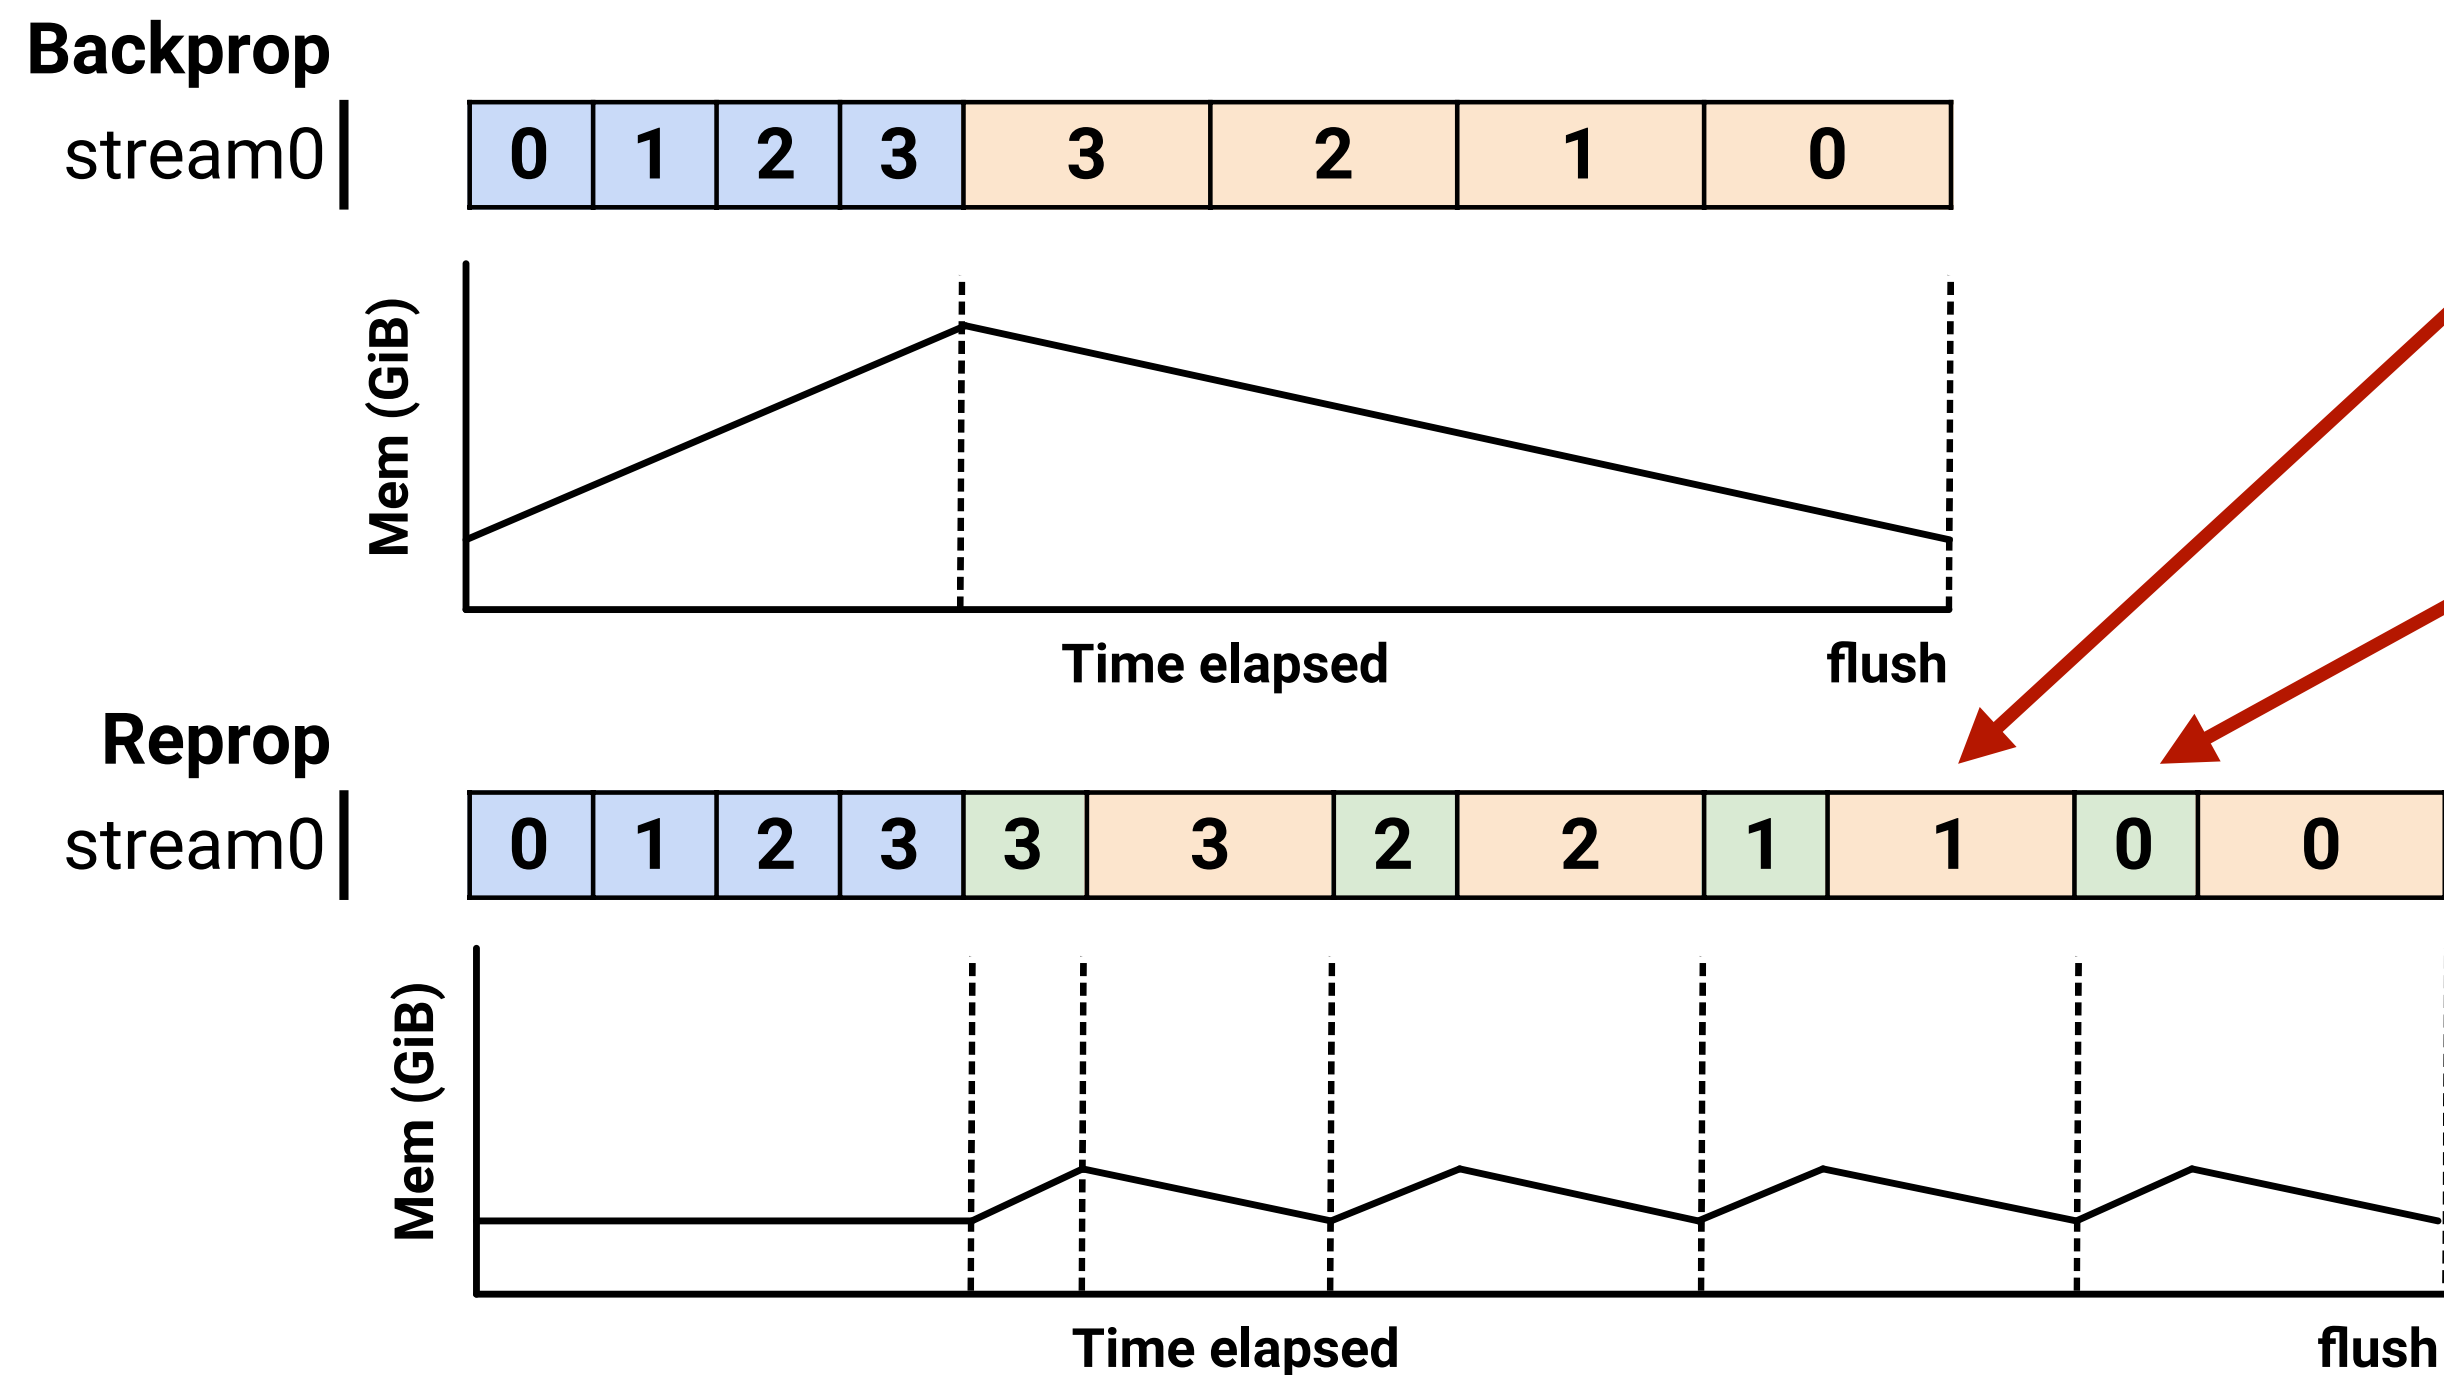 Backprop
stream0 0 1 2 3 3 2 1 0
Mem (GiB)
Time elapsed flush
Reprop
stream0 0 1 2 3 3 3 2 2 1 1 0 0
Mem (GiB)
Time elapsed flush